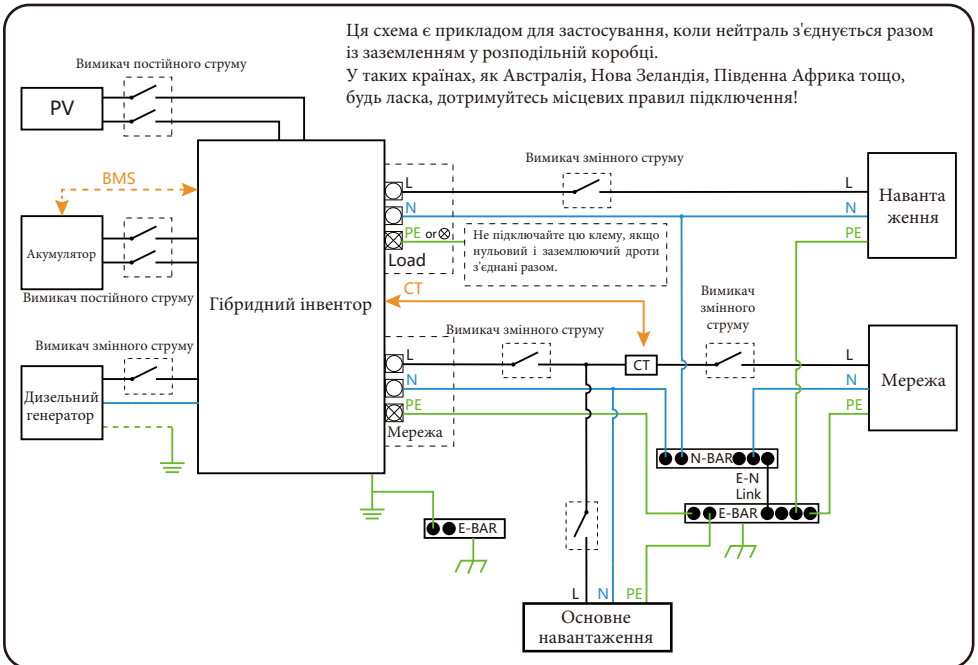 Ця схема є прикладом для застосування, коли нейтраль з'єднується разом
із заземленням у розподільній коробці.
У таких країнах, як Австралія, Нова Зеландія, Південна Африка тощо,
будь ласка, дотримуйтесь місцевих правил підключення!
Вимикач постійного струму
PV
BMS
Акумулятор
Вимикач постійного струму
Вимикач змінного струму
Дизельний
генератор
Гібридний інвентор
L
N
PE or
Load
Не підключайте цю клему, якщо
нульовий і заземлюючий дроти
з'єднані разом.
Вимикач змінного струму
L
N
PE
Наванта
ження
CT
Вимикач змінного струму
CT
Вимикач
змінного
струму
L
N
PE
Мережа
L
N
PE
Мережа
N-BAR
E-N
Link
E-BAR
E-BAR
L
N
PE
Основне
навантаження